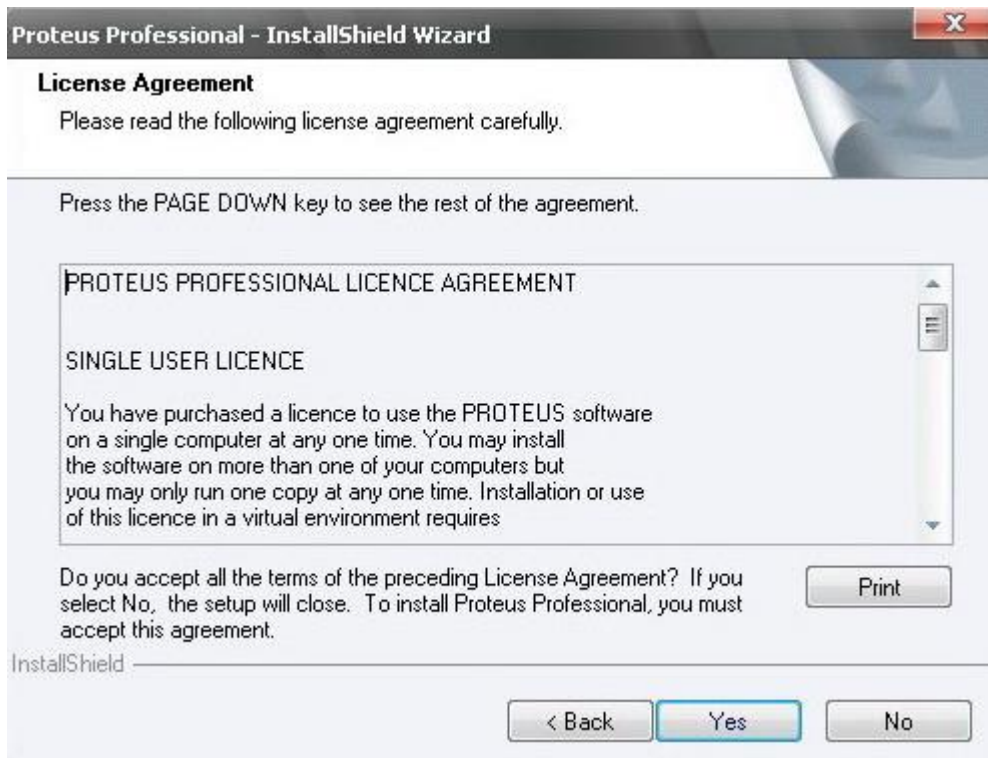 Proteus Professional - InstallShield Wizard
License Agreement
Please read the following license agreement carefully.
Press the PAGE DOWN key to see the rest of the agreement.
PROTEUS PROFESSIONAL LICENCE AGREEMENT
SINGLE USER LICENCE
You have purchased a licence to use the PROTEUS software
on a single computer at any one time. You may install
the software on more than one of your computers but
you may only run one copy at any one time. Installation or use
of this licence in a virtual environment requires
Do you accept all the terms of the preceding License Agreement? If you
select No, the setup will close. To install Proteus Professional, you must
accept this agreement.
Print
InstallShield
< Back
Yes
No